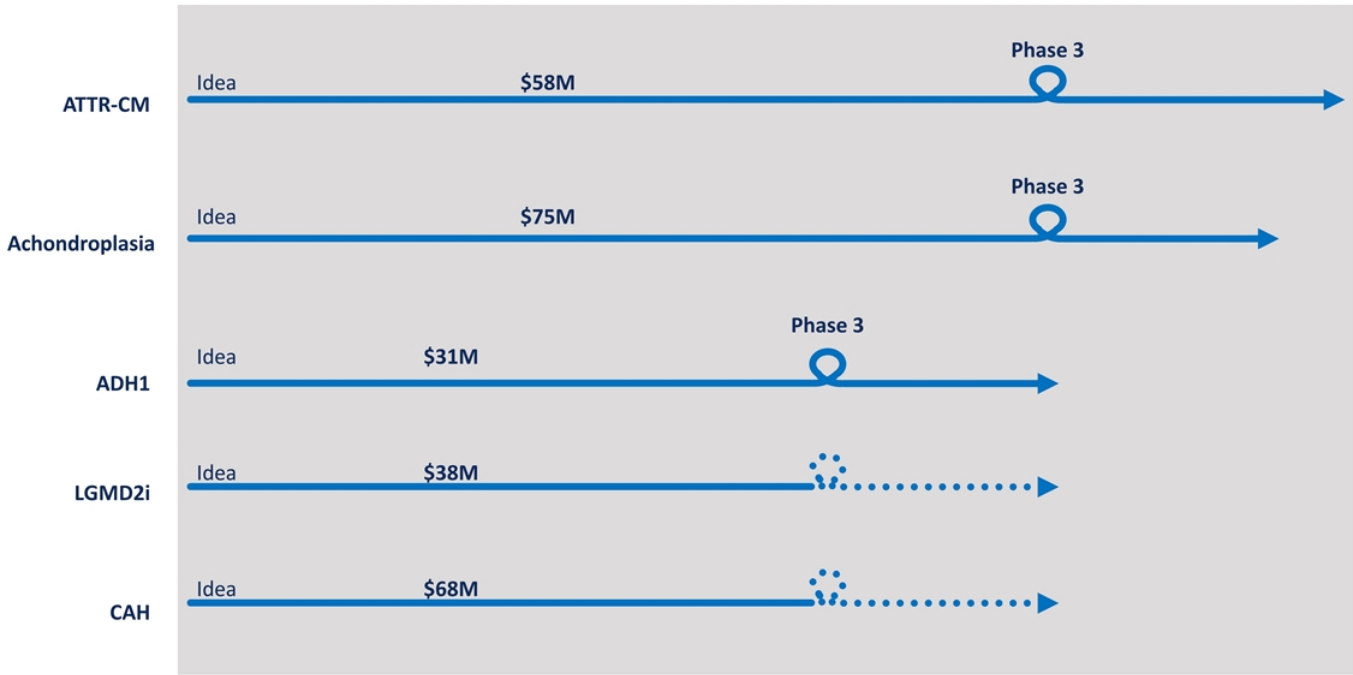 Phase 3
Idea $58M
ATTR-CM
Phase 3
Idea $75M
Achondroplasia
Phase 3
Idea $31M
ADH1
Idea $38M
LGMD2i
Idea $68M
CAH